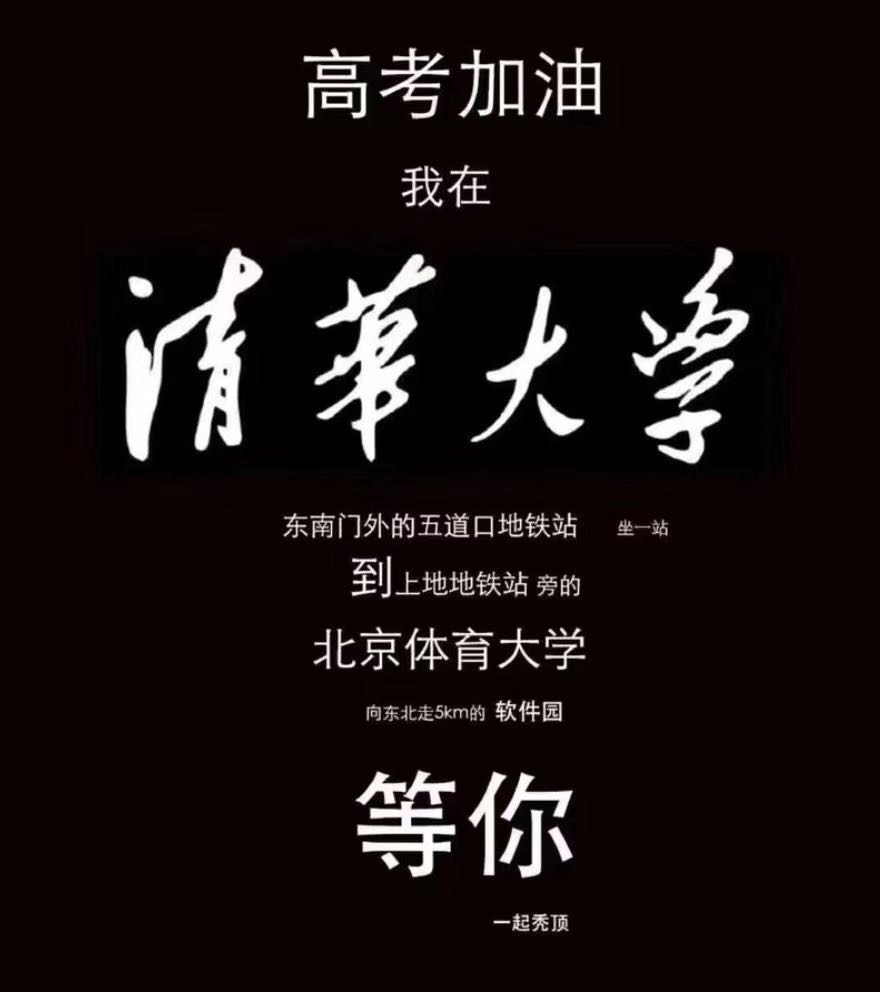 高考加油
我在
清華大学
东南门外的五道口地铁站 坐一站
到上地地铁站 旁的
北京体育大学
向东北走5km的 软件园
等你
一起秃顶